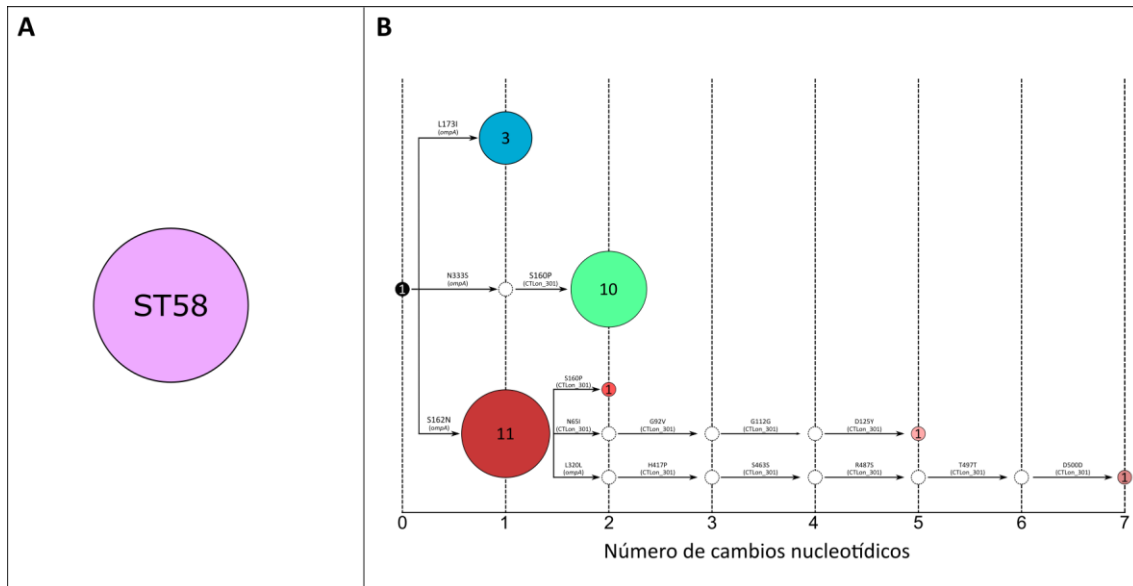 A
B
ST58
L173I
(ompA)
3
1
N333S
(ompA)
S160P
(CTLon_301)
10
S162N
(ompA)
11
S160P
(CTLon_301)
1
N65I
(CTLon_301)
G92V
(CTLon_301)
G112G
(CTLon_301)
D125Y
(CTLon_301)
1
L320L
(ompA)
H417P
(CTLon_301)
S463S
(CTLon_301)
R487S
(CTLon_301)
T497T
(CTLon_301)
D500D
(CTLon_301)
1
0 1 2 3 4 5 6 7
Número de cambios nucleotídicos